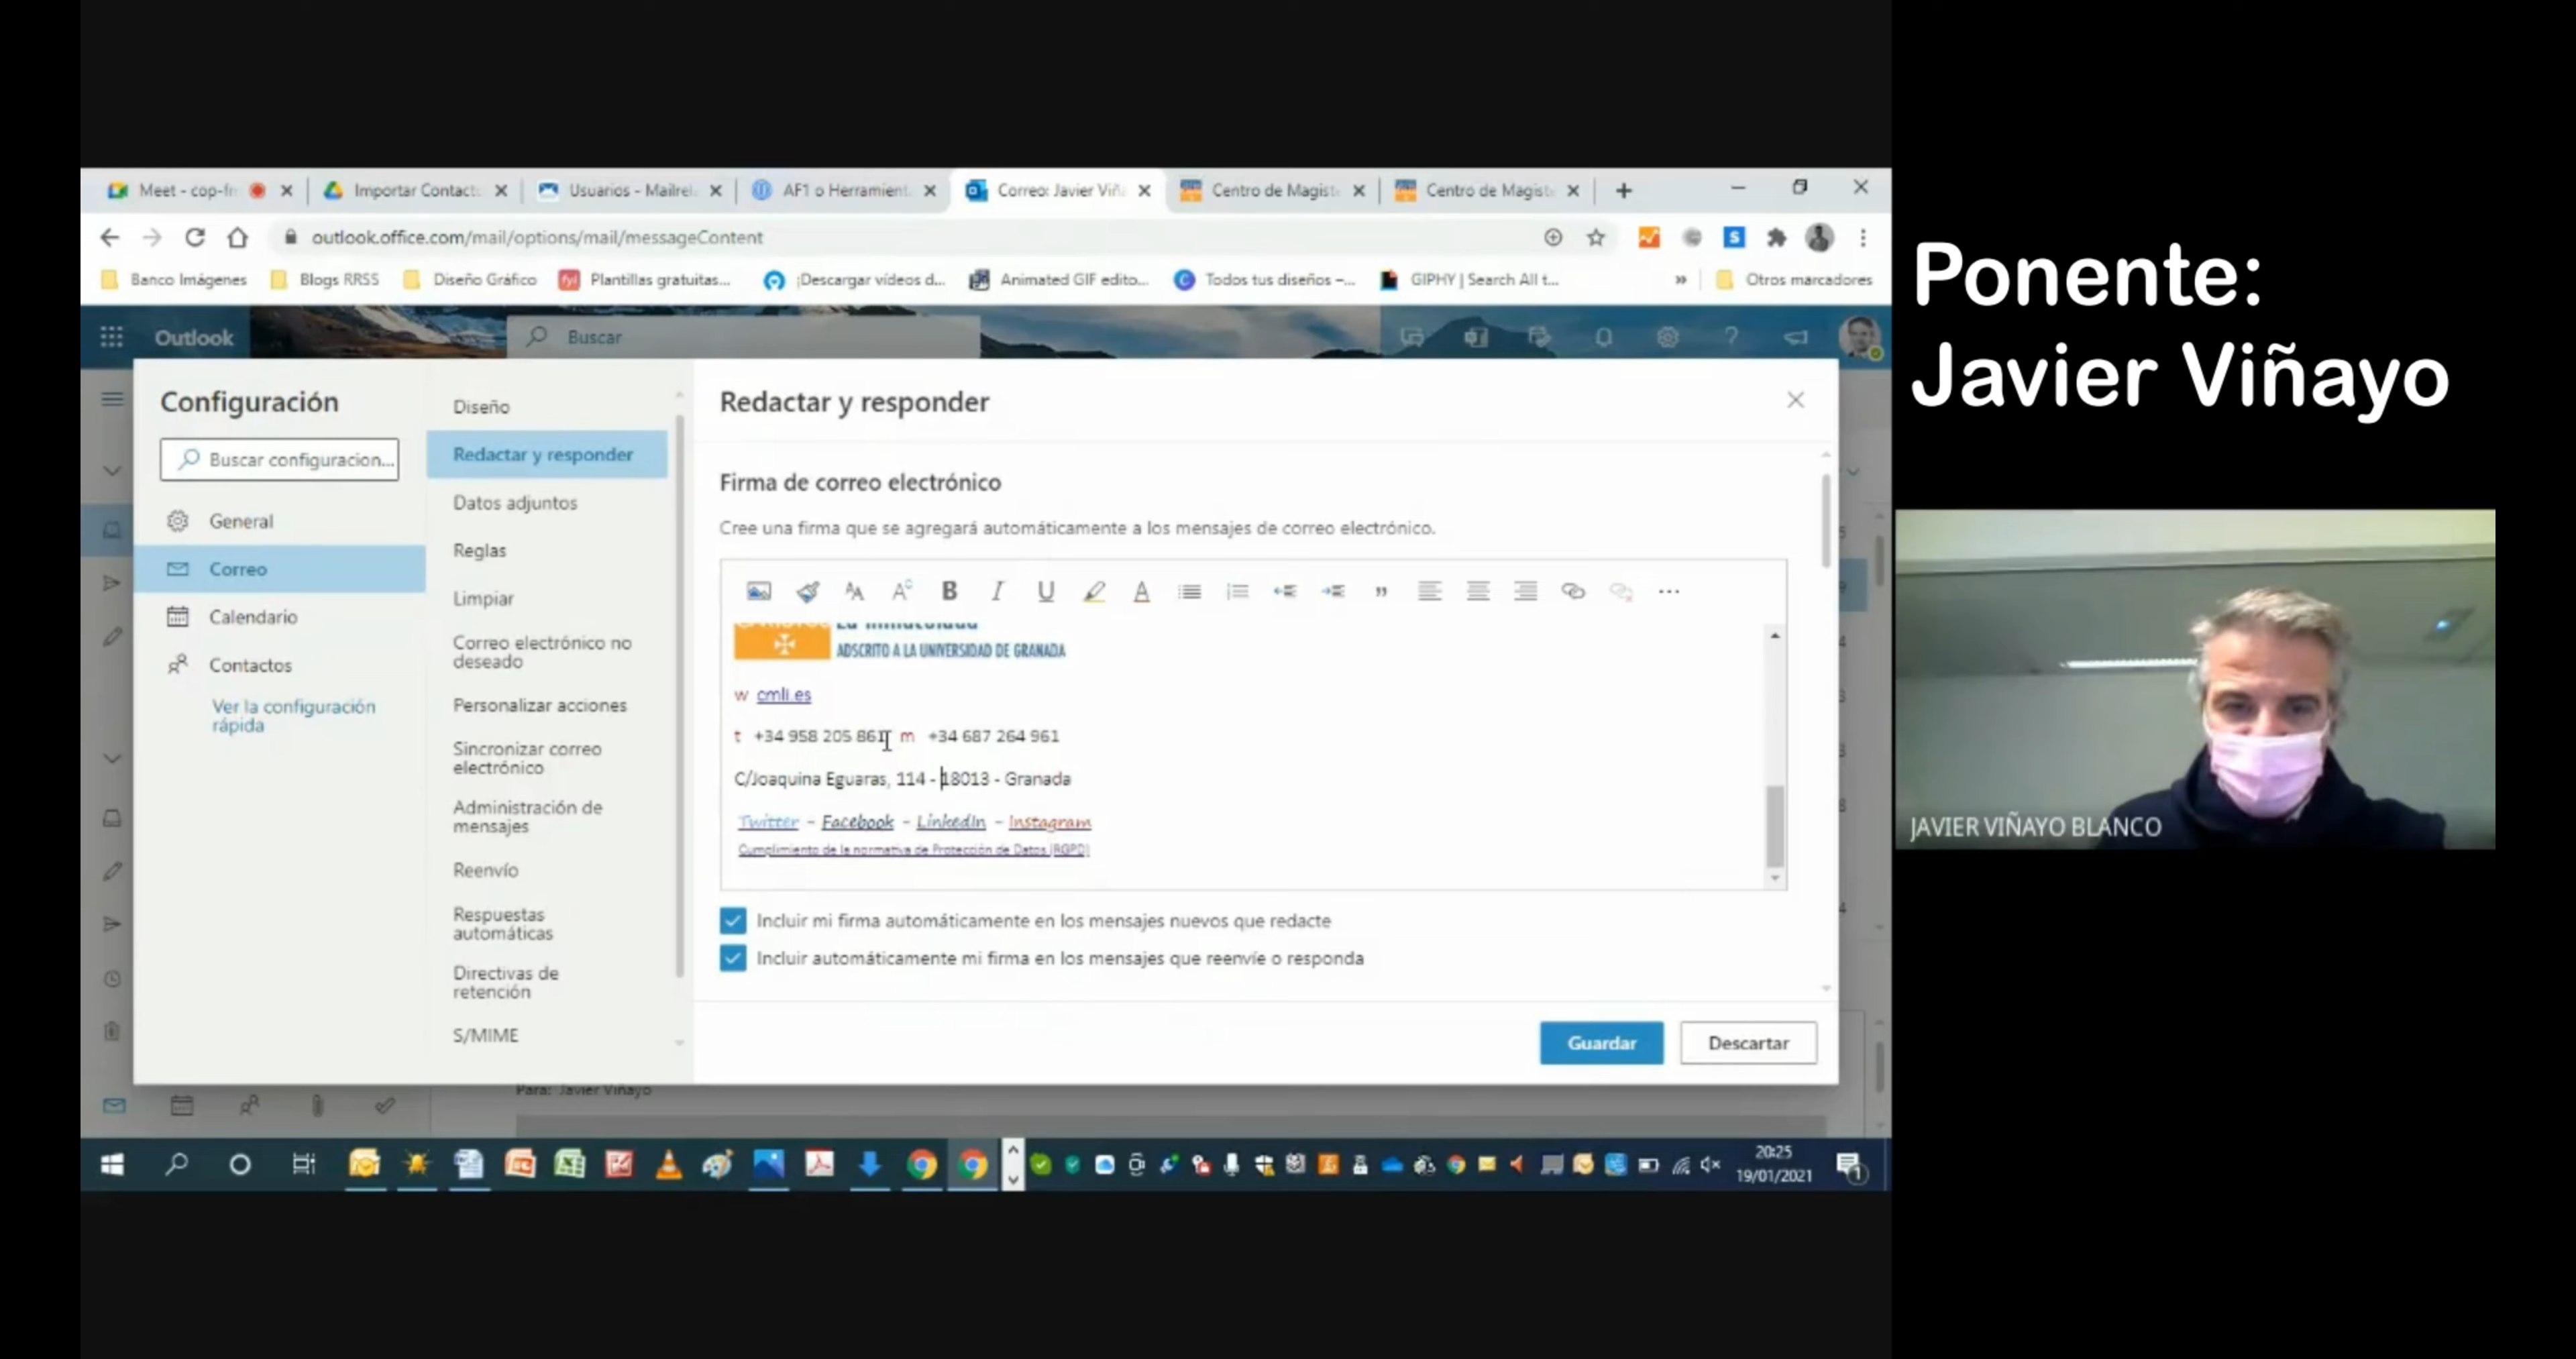 Meet - cop-fr
Importar Contact
Usuarios - Mailrel
AF1 o Herramient
Correo: Javier Viñ
Centro de Magist
Centro de Magist
outlook.office.com/mail/options/mail/messageContent
Banco Imágenes
Blogs RRSS
Diseño Gráfico
Plantillas gratuitas...
¡Descargar vídeos d...
Animated GIF edito...
Todos tus diseños –...
GIPHY | Search All t...
»
Otros marcadores
Outlook
Buscar
Configuración
Buscar configuracion...
General
Correo
Calendario
Contactos
Ver la configuración
rápida
Diseño
Redactar y responder
Datos adjuntos
Reglas
Limpiar
Correo electrónico no
deseado
Personalizar acciones
Sincronizar correo
electrónico
Administración de
mensajes
Reenvío
Respuestas
automáticas
Directivas de
retención
S/MIME
Redactar y responder
Firma de correo electrónico
Cree una firma que se agregará automáticamente a los mensajes de correo electrónico.
La Inmaculada
ADSCRITO A LA UNIVERSIDAD DE GRANADA
w cmli.es
t +34 958 205 861 m +34 687 264 961
C/Joaquina Eguaras, 114 - 18013 - Granada
Twitter - Facebook - LinkedIn - Instagram
Cumplimiento de la normativa de Protección de Datos (RGPD)
Incluir mi firma automáticamente en los mensajes nuevos que redacte
Incluir automáticamente mi firma en los mensajes que reenvíe o responda
Guardar
Descartar
Para: Javier Viñayo
20:25
19/01/2021
1
Ponente:
Javier Viñayo
JAVIER VIÑAYO BLANCO